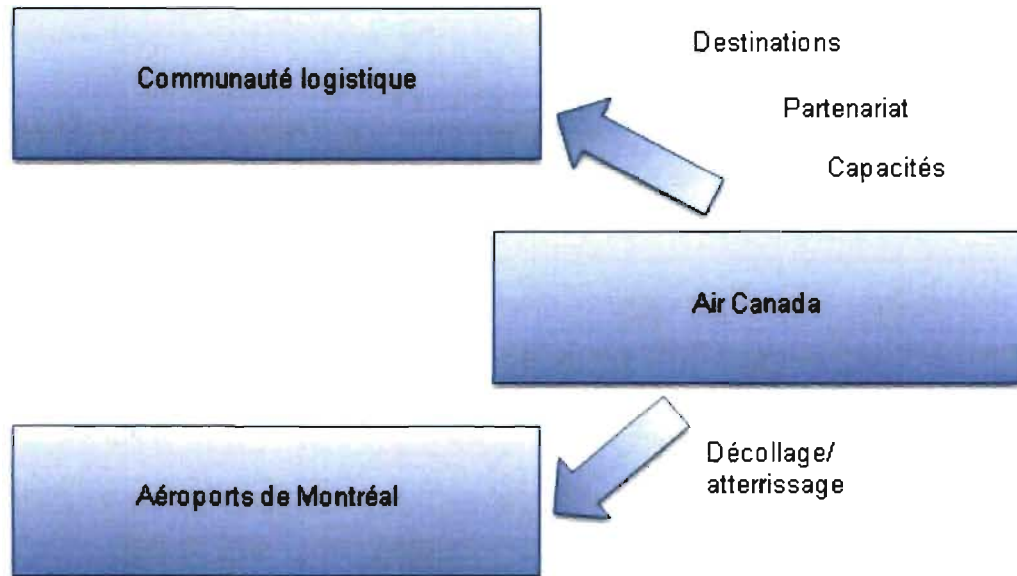 Communauté logistique
Destinations
Partenariat
Capacités
Air Canada
Aéroports de Montréal
Décollage/
atterrissage